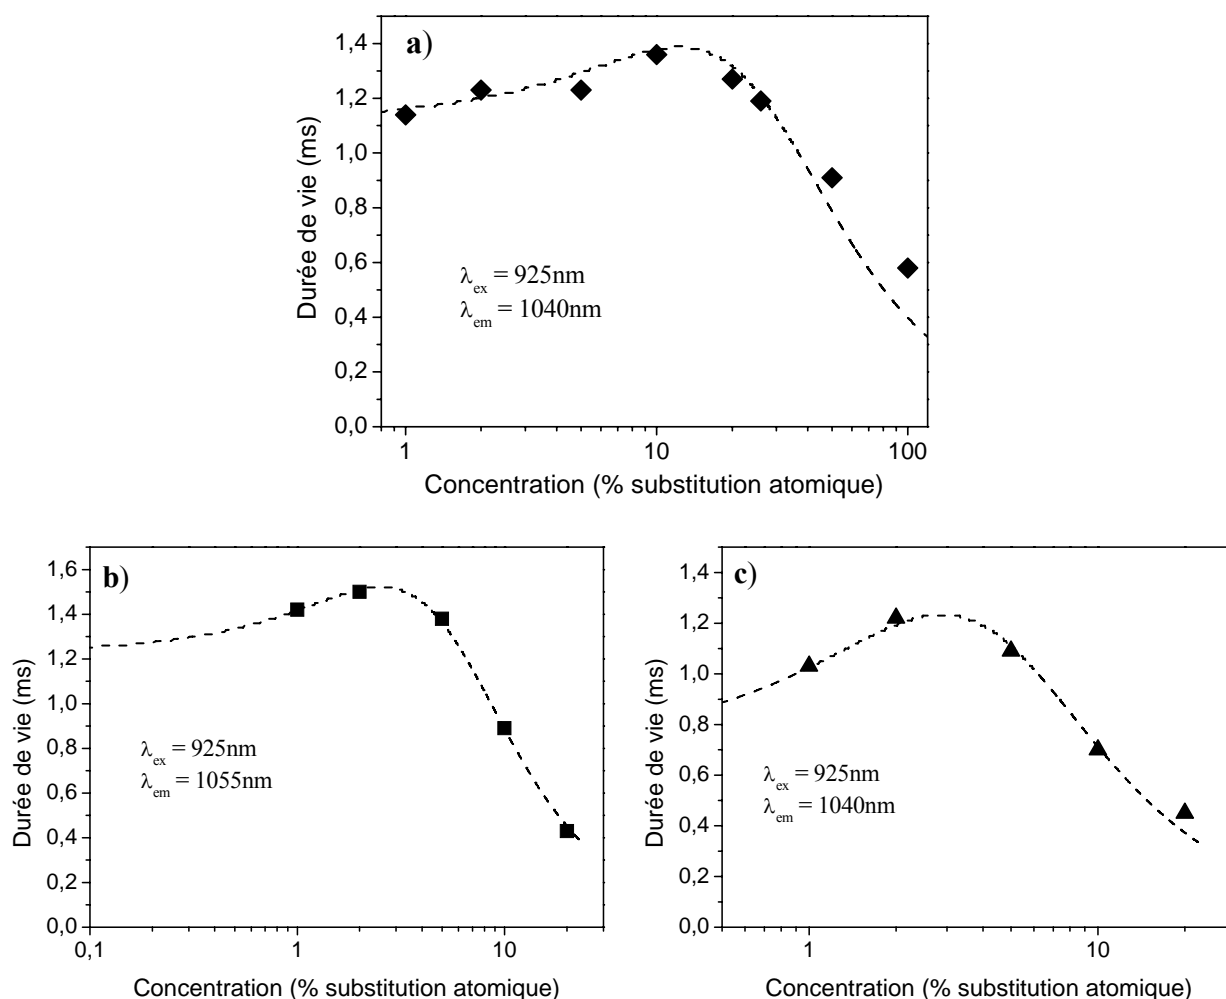 a)
1,4
1,2
1,0
0,8
0,6
0,4
0,2
0,0
Durée de vie (ms)
λex = 925nm
λem = 1040nm
1 10 100
Concentration (% substitution atomique)
b)
1,6
1,4
1,2
1,0
0,8
0,6
0,4
0,2
0,0
Durée de vie (ms)
λex = 925nm
λem = 1055nm
0,1 1 10
Concentration (% substitution atomique)
c)
1,4
1,2
1,0
0,8
0,6
0,4
0,2
0,0
Durée de vie (ms)
λex = 925nm
λem = 1040nm
1 10
Concentration (% substitution atomique)